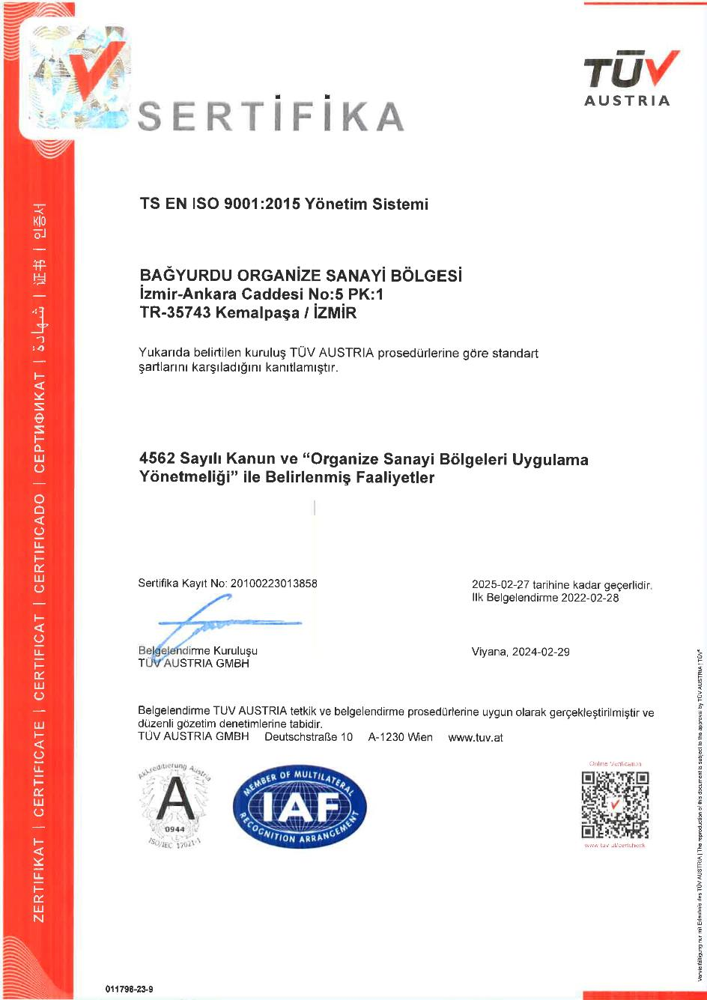 TÜV
AUSTRIA
SERTİFİKA
TS EN ISO 9001:2015 Yönetim Sistemi
BAĞYURDU ORGANİZE SANAYİ BÖLGESİ
İzmir-Ankara Caddesi No:5 PK:1
TR-35743 Kemalpaşa / İZMİR
Yukarıda belirtilen kuruluş TÜV AUSTRIA prosedürlerine göre standart
şartlarını karşıladığını kanıtlamıştır.
4562 Sayılı Kanun ve “Organize Sanayi Bölgeleri Uygulama
Yönetmeliği” ile Belirlenmiş Faaliyetler
Sertifika Kayıt No: 20100223013858
2025-02-27 tarihine kadar geçerlidir.
Ilk Belgelendirme 2022-02-28
Belgelendirme Kuruluşu
TÜV AUSTRIA GMBH
Viyana, 2024-02-29
Belgelendirme TUV AUSTRIA tetkik ve belgelendirme prosedürlerine uygun olarak gerçekleştirilmiştir ve
düzenli gözetim denetimlerine tabidir.
TÜV AUSTRIA GMBH Deutschstraße 10 A-1230 Wien www.tuv.at
Akkreditierung Austria
A
0944
ISO/IEC 17021-1
MEMBER OF MULTILATERAL
IAF
RECOGNITION ARRANGEMENT
Online Verification
www.tuv.at/certcheck
011798-23-9
ZERTIFIKAT | CERTIFICATE | CERTIFICAT | CERTIFICADO | СЕРТИФИКАТ | شهادة | 证书 | 인증서
Vervielfältigung nur mit Erlaubnis des TÜV AUSTRIA | The reproduction of this document is subject to the approval by TÜV AUSTRIA | TÜV®